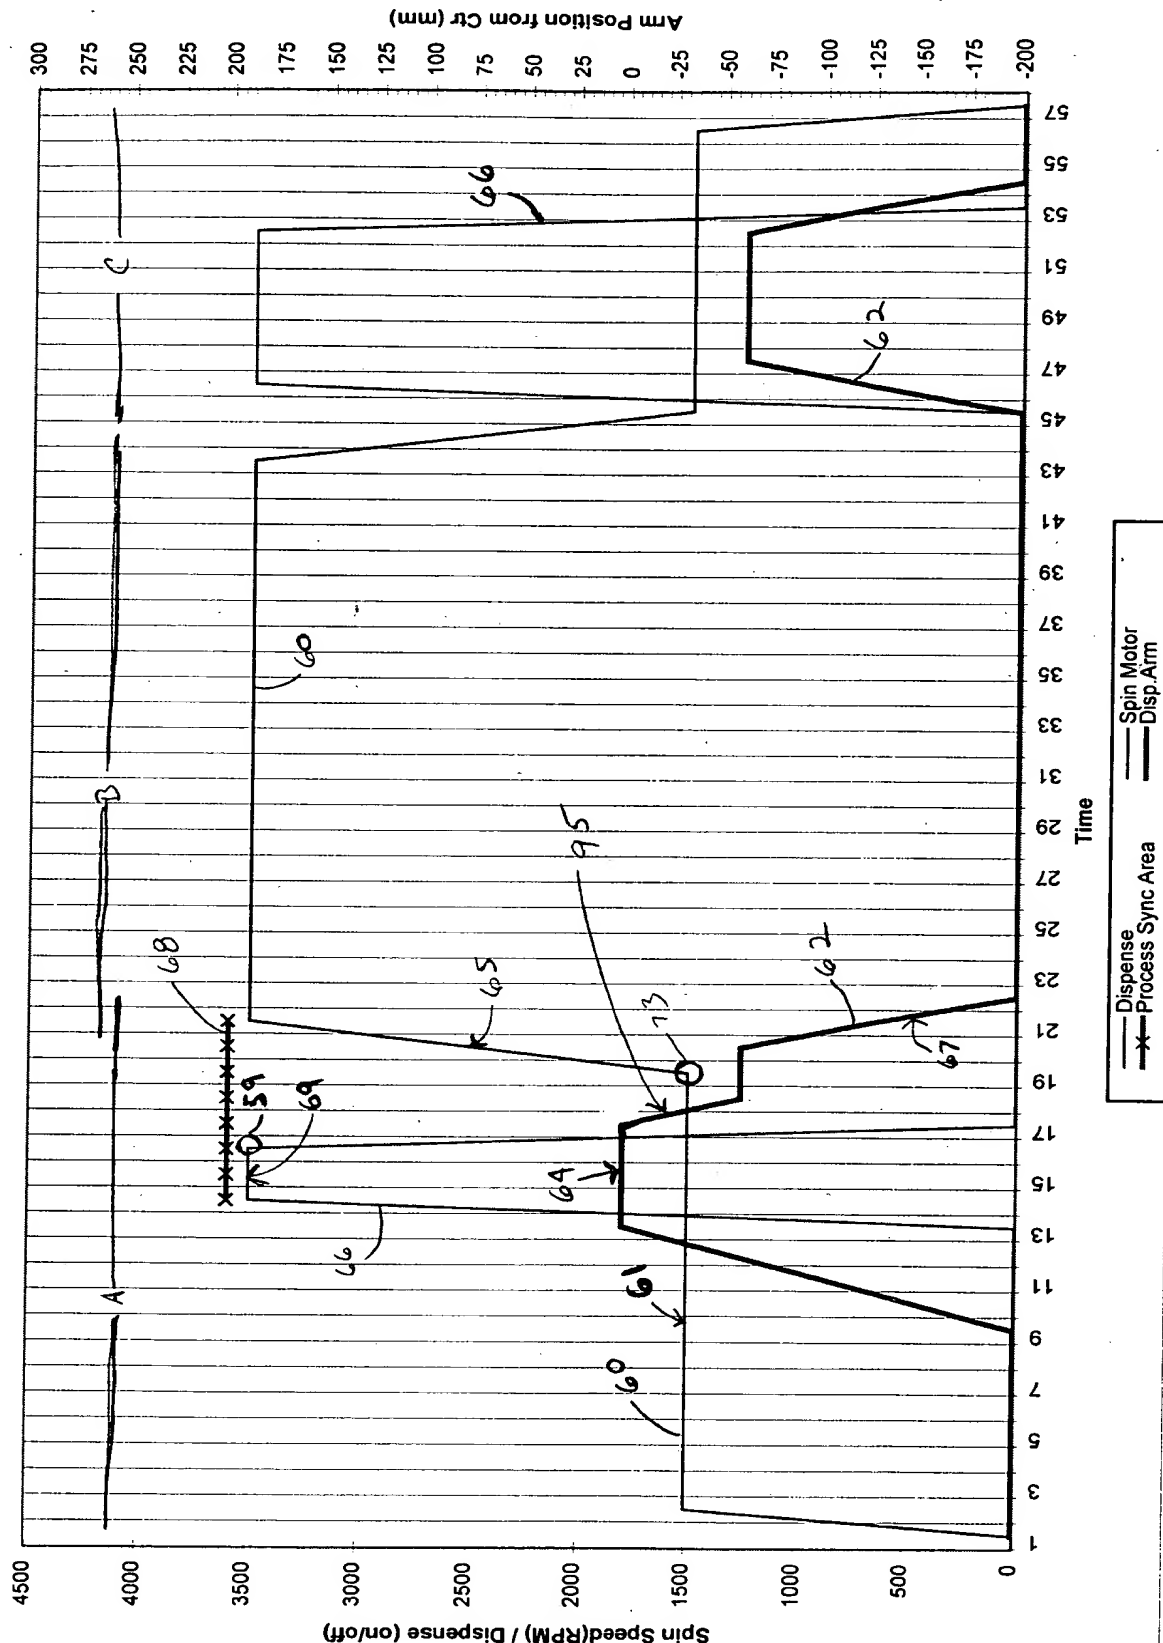 Arm Position from Ctr (mm)
300 275 250 225 200 175 150 125 100 75 50 25 0 -25 -50 -75 -100 -125 -150 -175 -200
A
B
C
68
59
69
66
64
61
60
65
95
73
62
67
60
66
62
4500 4000 3500 3000 2500 2000 1500 1000 500 0
Spin Speed(RPM) / Dispense (on/off)
1 3 5 7 9 11 13 15 17 19 21 23 25 27 29 31 33 35 37 39 41 43 45 47 49 51 53 55 57
Time
Dispense
Spin Motor
Process Sync Area
Disp.Arm